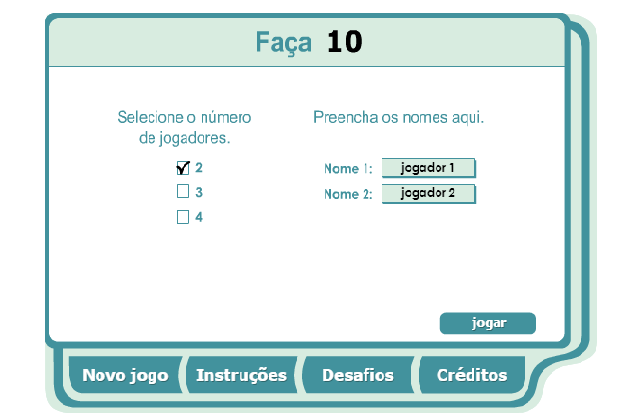 Faça 10
Selecione o número
de jogadores.
2
3
4
Preencha os nomes aqui.
Nome 1: jogador 1
Nome 2: jogador 2
jogar
Novo jogo
Instruções
Desafios
Créditos